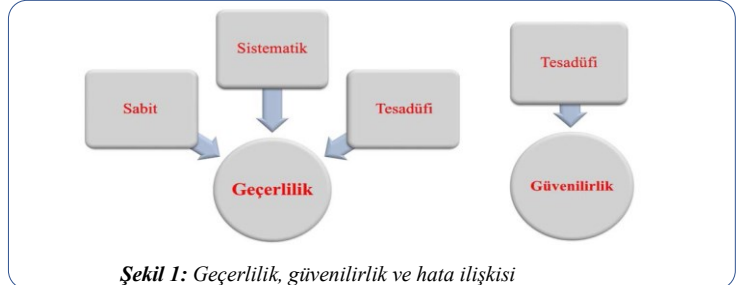 Sistematik
Sabit
Tesadüfi
Geçerlilik
Tesadüfi
Güvenilirlik
Şekil 1: Geçerlilik, güvenilirlik ve hata ilişkisi